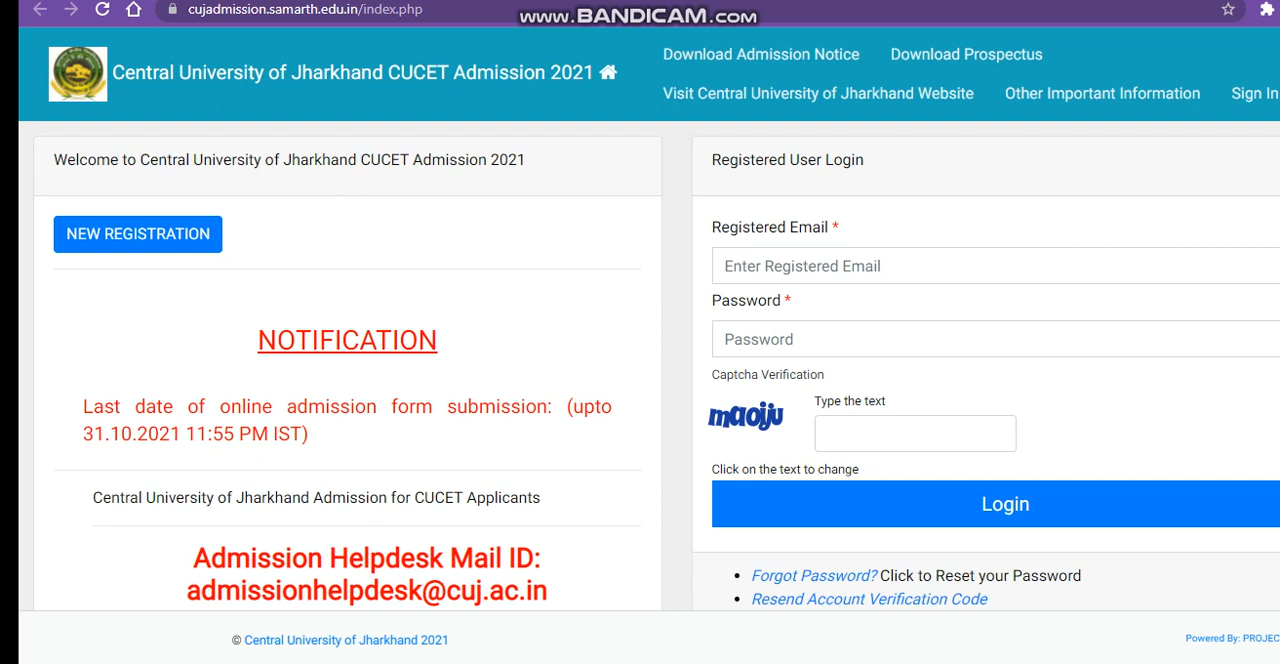 cujadmission.samarth.edu.in/index.php
www.BANDICAM.com
Central University of Jharkhand CUCET Admission 2021
Download Admission Notice Download Prospectus
Visit Central University of Jharkhand Website Other Important Information Sign In
Welcome to Central University of Jharkhand CUCET Admission 2021
NEW REGISTRATION
NOTIFICATION
Last date of online admission form submission: (upto
31.10.2021 11:55 PM IST)
Central University of Jharkhand Admission for CUCET Applicants
Admission Helpdesk Mail ID:
admissionhelpdesk@cuj.ac.in
Registered User Login
Registered Email *
Enter Registered Email
Password *
Password
Captcha Verification
maoiju
Type the text
Click on the text to change
Login
• Forgot Password? Click to Reset your Password
• Resend Account Verification Code
© Central University of Jharkhand 2021
Powered By: PROJEC